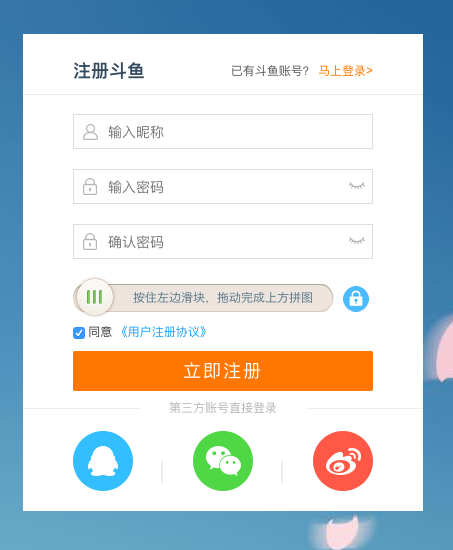 注册斗鱼
已有斗鱼账号? 马上登录>
输入昵称
输入密码
确认密码
按住左边滑块，拖动完成上方拼图
同意 《用户注册协议》
立即注册
第三方账号直接登录